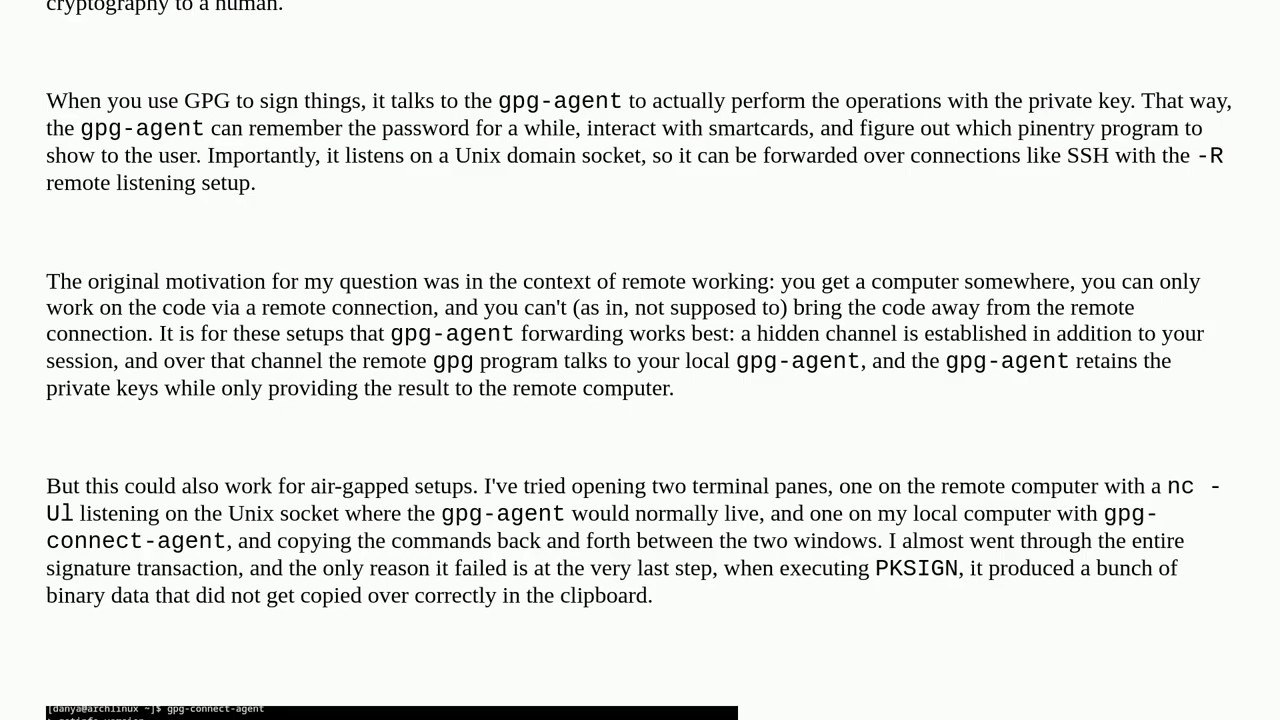 cryptography to a human.
When you use GPG to sign things, it talks to the gpg-agent to actually perform the operations with the private key. That way,
the gpg-agent can remember the password for a while, interact with smartcards, and figure out which pinentry program to
show to the user. Importantly, it listens on a Unix domain socket, so it can be forwarded over connections like SSH with the -R
remote listening setup.
The original motivation for my question was in the context of remote working: you get a computer somewhere, you can only
work on the code via a remote connection, and you can't (as in, not supposed to) bring the code away from the remote
connection. It is for these setups that gpg-agent forwarding works best: a hidden channel is established in addition to your
session, and over that channel the remote gpg program talks to your local gpg-agent, and the gpg-agent retains the
private keys while only providing the result to the remote computer.
But this could also work for air-gapped setups. I've tried opening two terminal panes, one on the remote computer with a nc -
Ul listening on the Unix socket where the gpg-agent would normally live, and one on my local computer with gpg-
connect-agent, and copying the commands back and forth between the two windows. I almost went through the entire
signature transaction, and the only reason it failed is at the very last step, when executing PKSIGN, it produced a bunch of
binary data that did not get copied over correctly in the clipboard.
[danya@archlinux ~]$ gpg-connect-agent